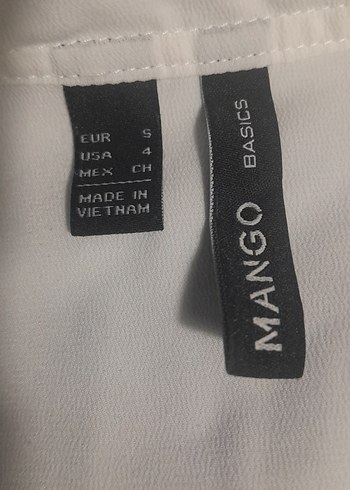 EUR S
USA 4
MEX CH
MADE IN
VIETNAM
MANGO BASICS